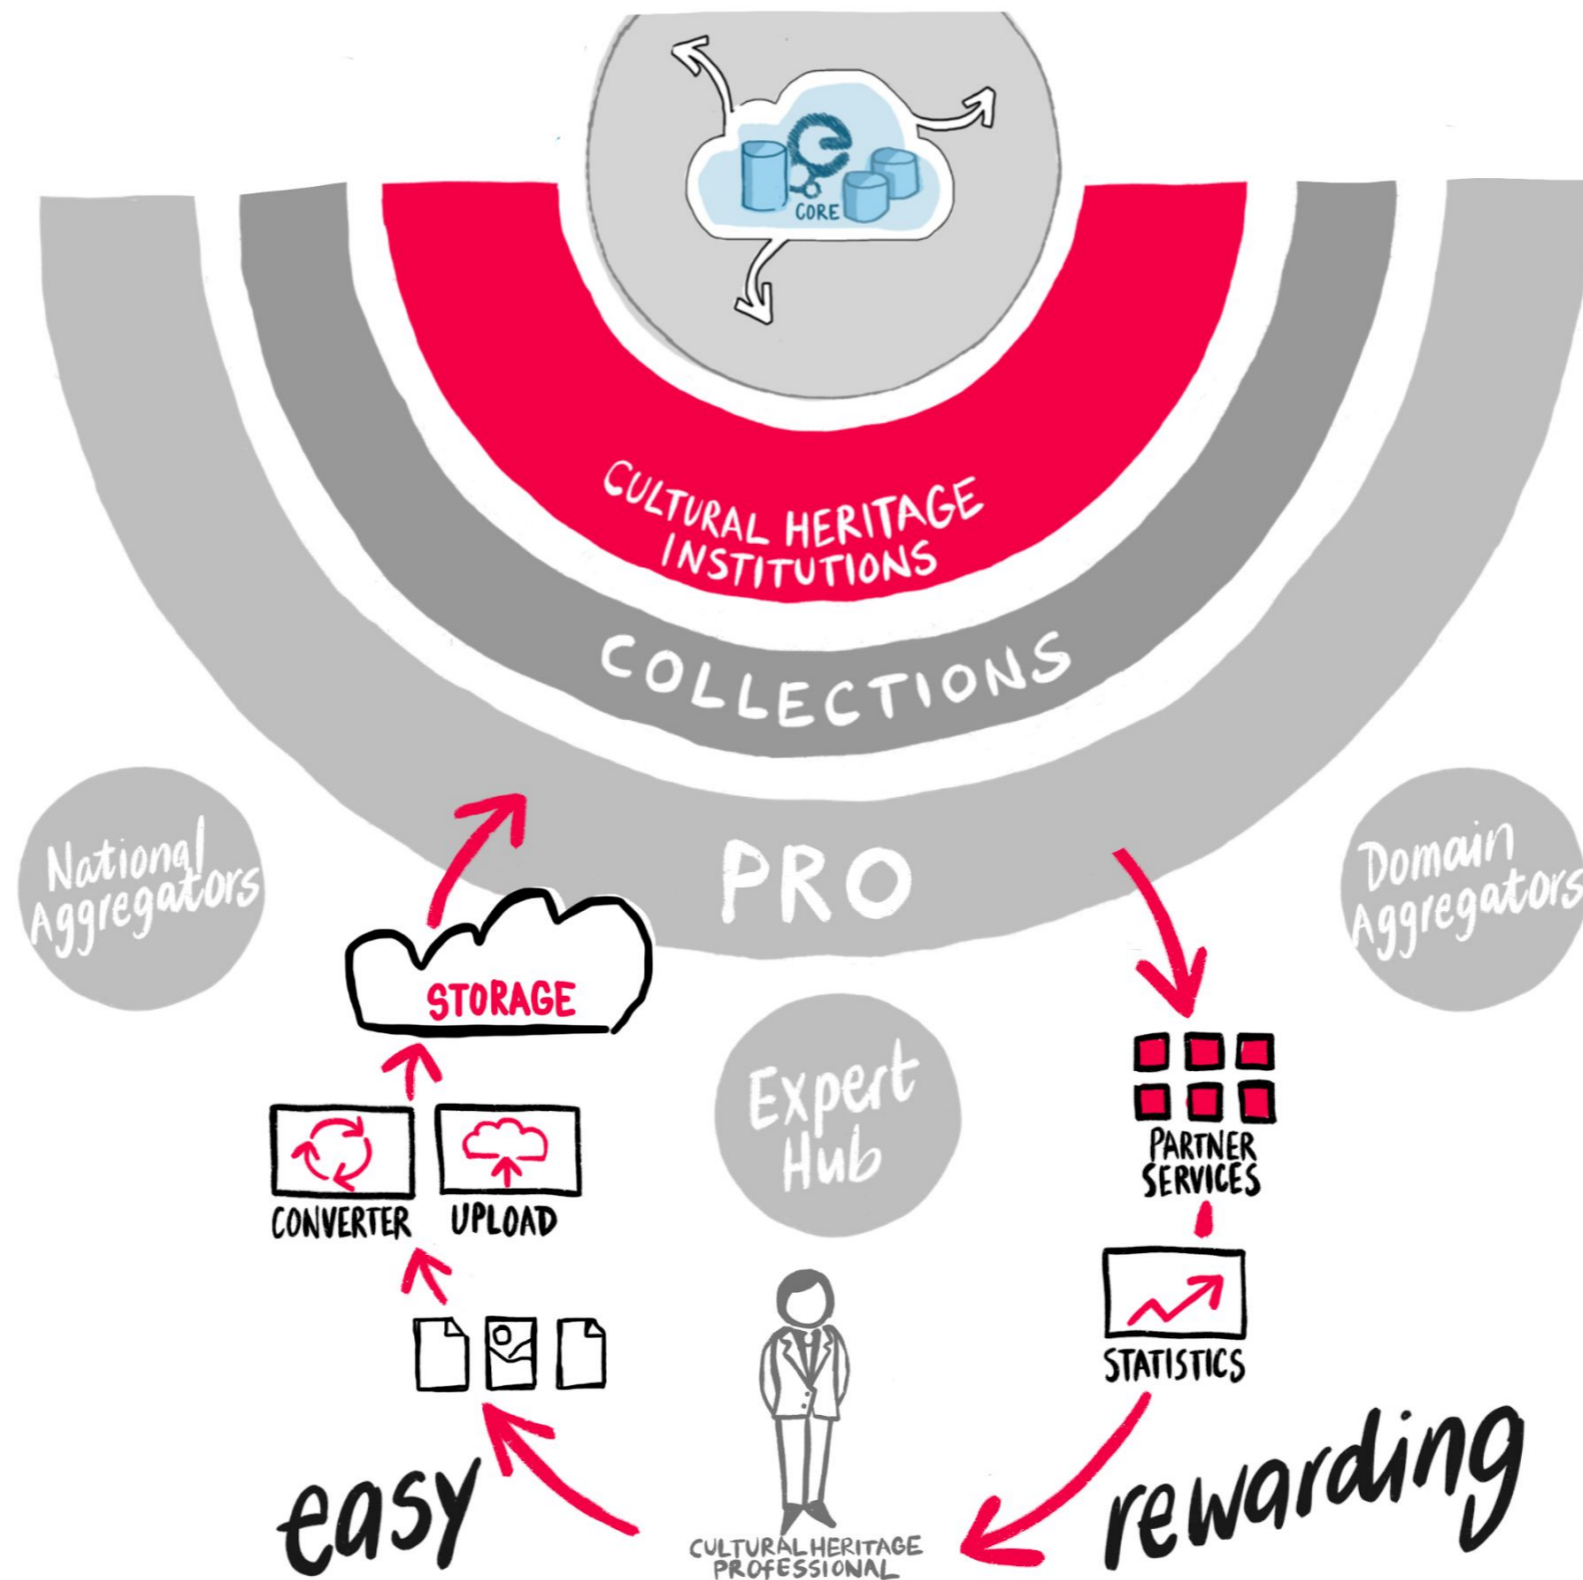 CORE
CULTURAL HERITAGE
INSTITUTIONS
COLLECTIONS
PRO
National
Aggregators
Domain
Aggregators
STORAGE
Expert
Hub
CONVERTER
UPLOAD
PARTNER
SERVICES
STATISTICS
easy
rewarding
CULTURAL HERITAGE
PROFESSIONAL